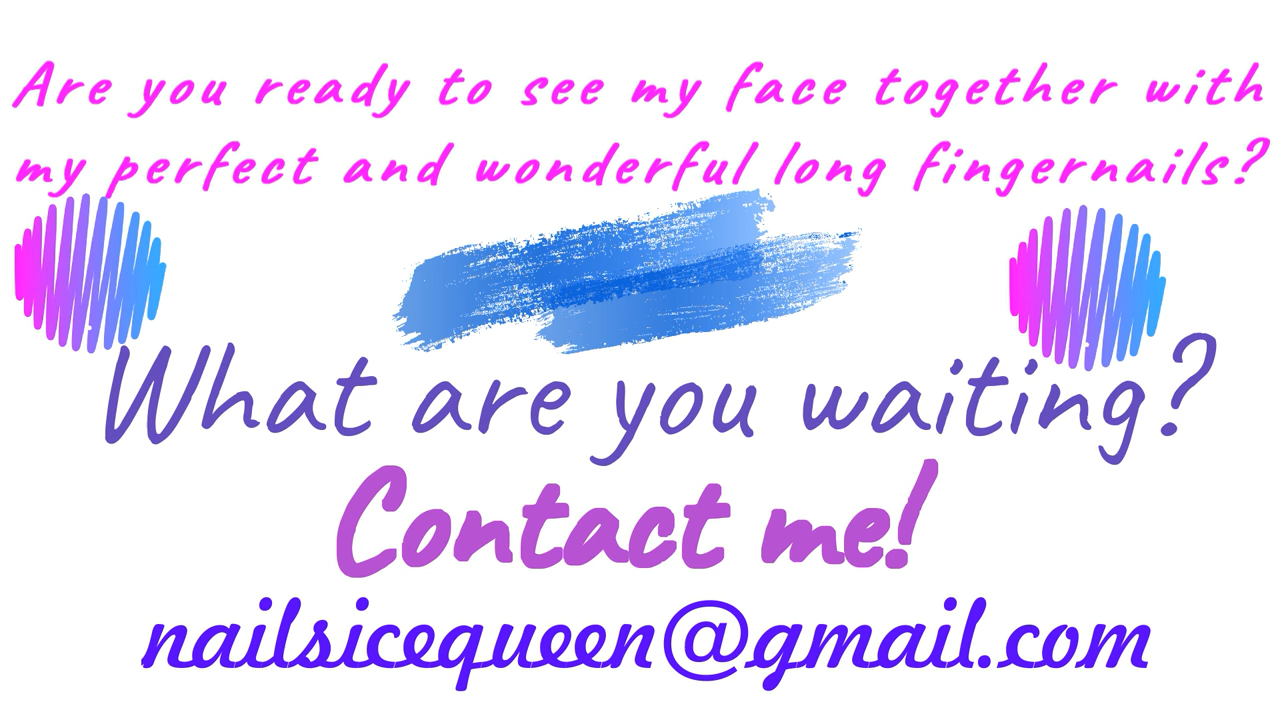 Are you ready to see my face together with
my perfect and wonderful long fingernails?
What are you waiting?
Contact me!
nailsicequeen@gmail.com